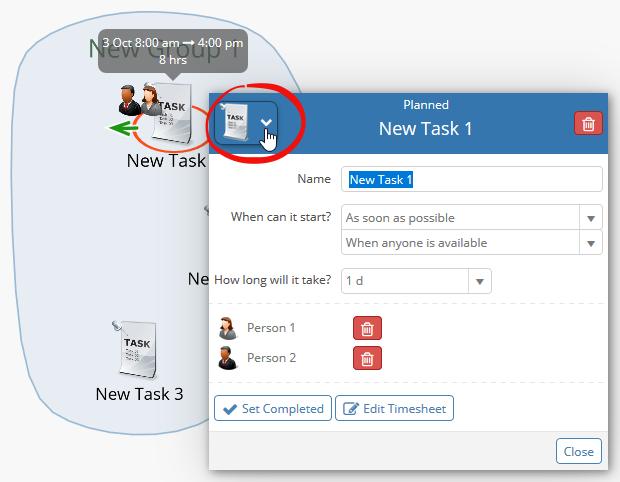 New Group 1
3 Oct 8:00 am ➞ 4:00 pm
8 hrs
TASK
New Task
Ne
TASK
New Task 3
TASK
Planned
New Task 1
Name
New Task 1
When can it start?
As soon as possible
When anyone is available
How long will it take?
1 d
Person 1
Person 2
Set Completed
Edit Timesheet
Close